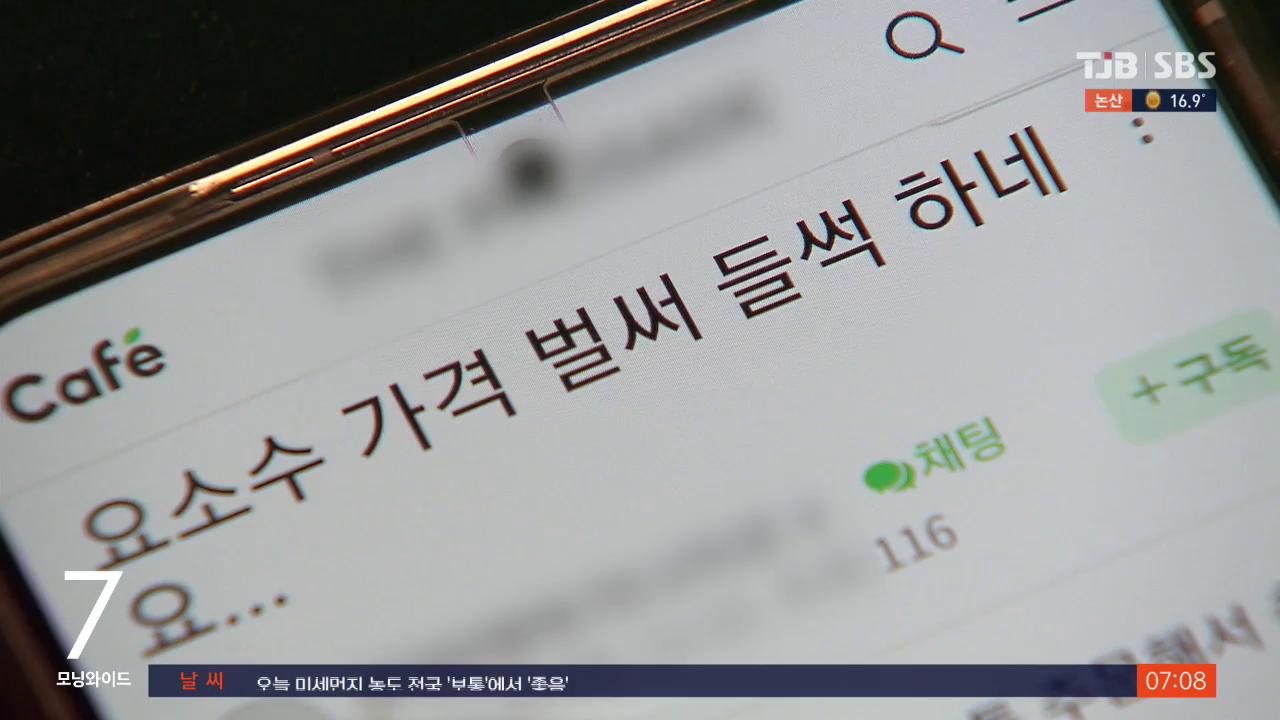 TJB SBS
논산 16.9°
Café
요소수 가격 벌써 들썩 하네
요...
채팅
+구독
116
7
모닝와이드
날씨 오늘 미세먼지 농도 전국 '보통'에서 '좋음'
07:08